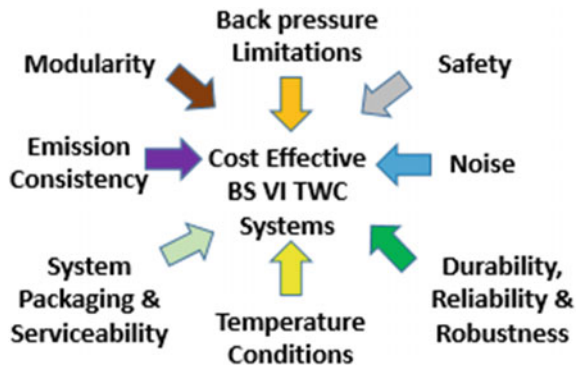 Back pressure
Limitations
Modularity
Safety
Emission
Consistency
Cost Effective
BS VI TWC
Systems
Noise
System
Packaging &
Serviceability
Temperature
Conditions
Durability,
Reliability &
Robustness